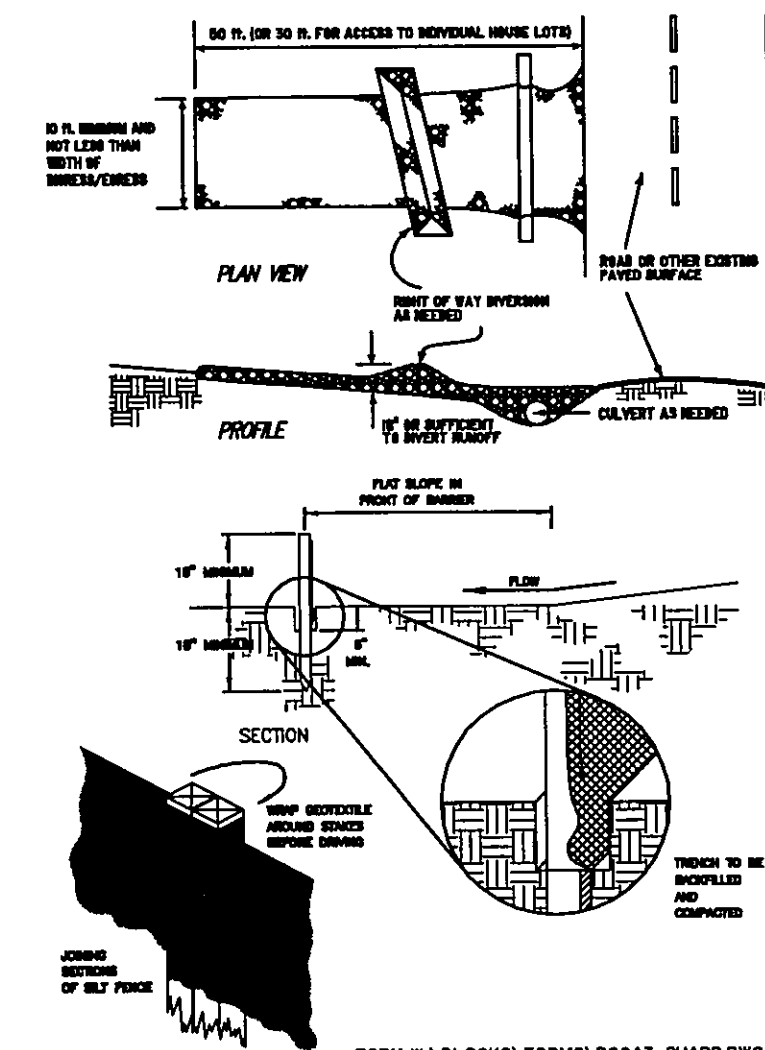 50 ft. (OR 30 ft. FOR ACCESS TO INDIVIDUAL HOUSE LOTS)
10 ft. MINIMUM AND
NOT LESS THAN
WIDTH OF
INGRESS/EGRESS
PLAN VIEW
RIGHT OF WAY DIVERSION
AS NEEDED
ROAD OR OTHER EXISTING
PAVED SURFACE
PROFILE
18" OR SUFFICIENT
TO DIVERT RUNOFF
CULVERT AS NEEDED
FLAT SLOPE IN
FRONT OF BARRIER
MINIMUM
FLOW
MINIMUM
MIN.
SECTION
WRAP GEOTEXTILE
AROUND STAKES
BEFORE DRIVING
TRENCH TO BE
BACKFILLED
AND
COMPACTED
JOINING
SECTIONS
OF SILT FENCE